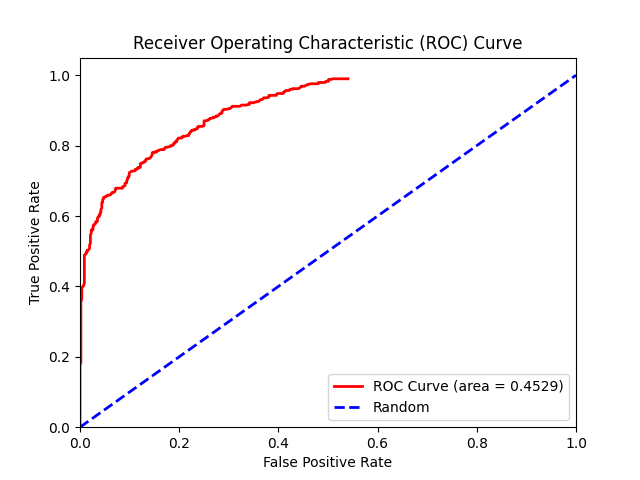 Receiver Operating Characteristic (ROC) Curve
True Positive Rate
1.0
0.8
0.6
0.4
0.2
0.0
ROC Curve (area = 0.4529)
Random
0.0 0.2 0.4 0.6 0.8 1.0
False Positive Rate